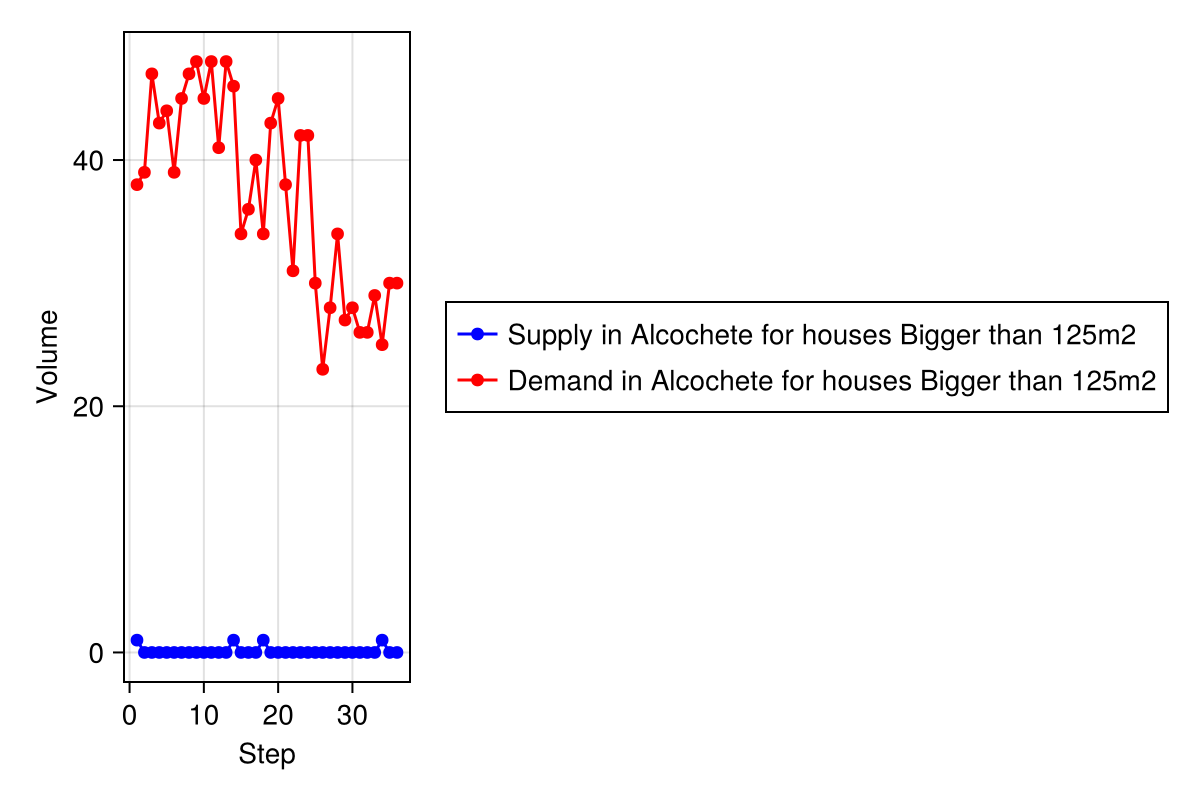 Volume
40
20
0
0 10 20 30
Step
Supply in Alcochete for houses Bigger than 125m2
Demand in Alcochete for houses Bigger than 125m2